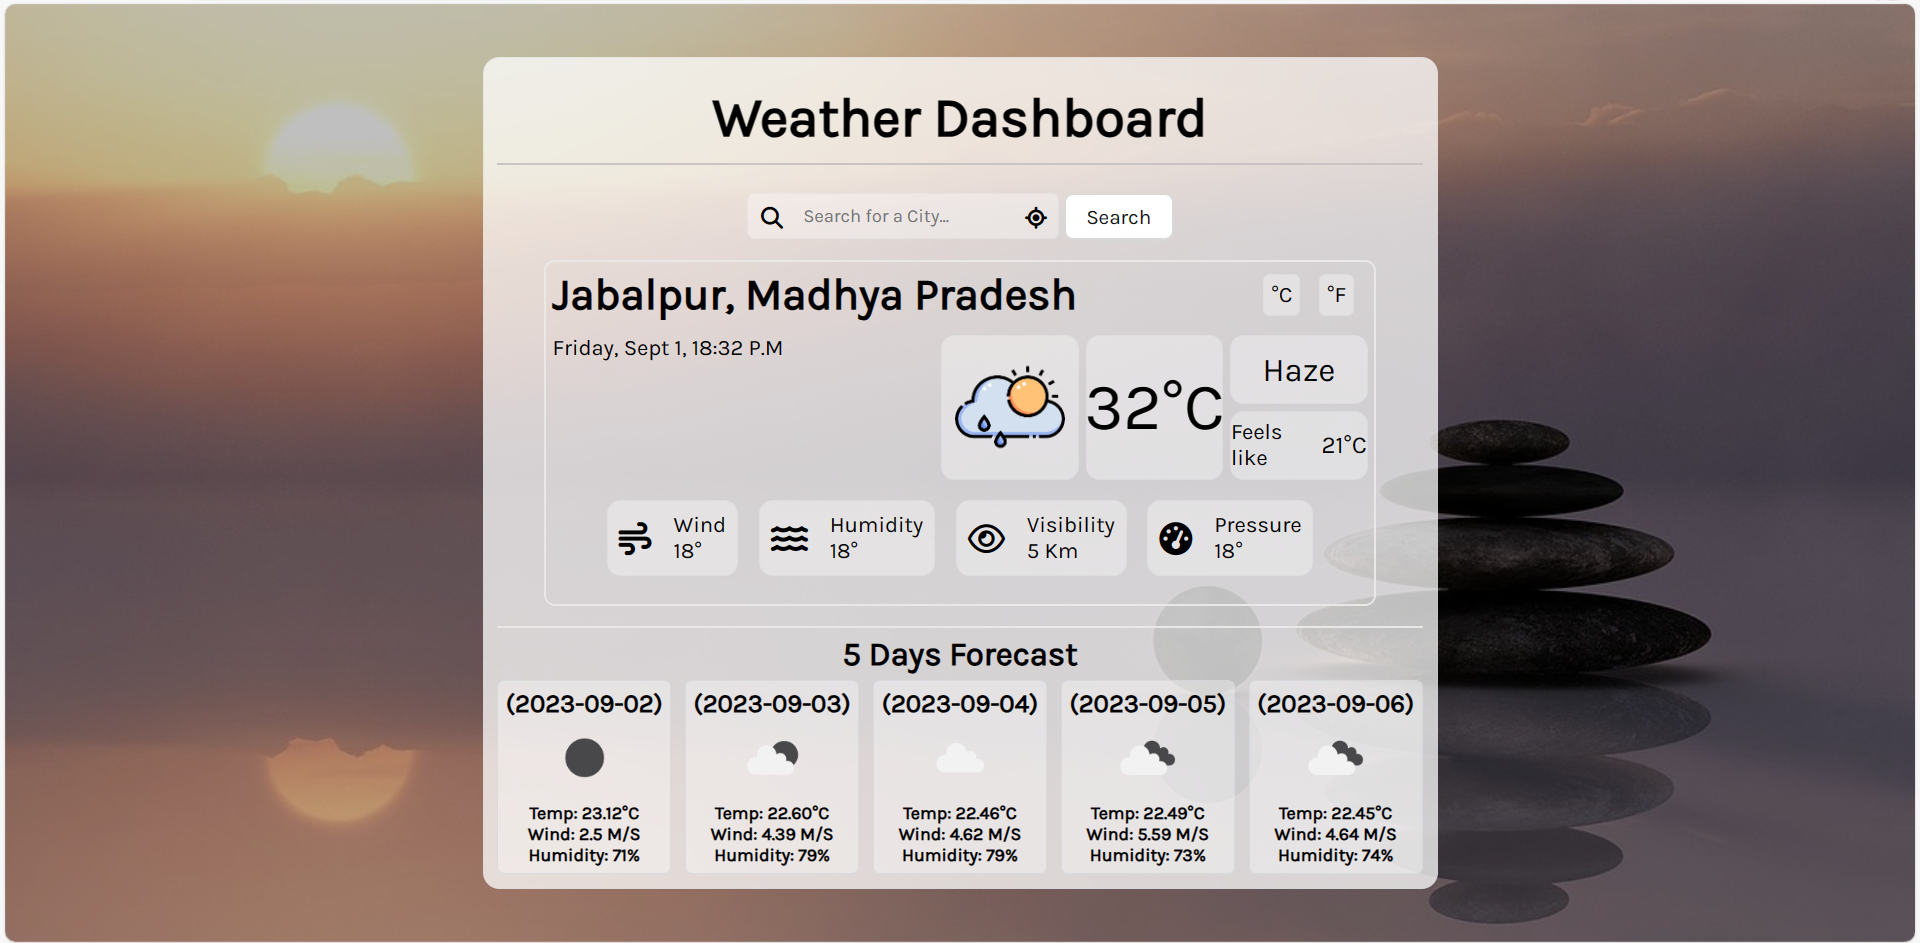 Weather Dashboard
Search for a City...
Search
Jabalpur, Madhya Pradesh
°C
°F
Friday, Sept 1, 18:32 P.M
32°C
Haze
Feels
like
21°C
Wind
18°
Humidity
18°
Visibility
5 Km
Pressure
18°
5 Days Forecast
(2023-09-02)
Temp: 23.12°C
Wind: 2.5 M/S
Humidity: 71%
(2023-09-03)
Temp: 22.60°C
Wind: 4.39 M/S
Humidity: 79%
(2023-09-04)
Temp: 22.46°C
Wind: 4.62 M/S
Humidity: 79%
(2023-09-05)
Temp: 22.49°C
Wind: 5.59 M/S
Humidity: 73%
(2023-09-06)
Temp: 22.45°C
Wind: 4.64 M/S
Humidity: 74%